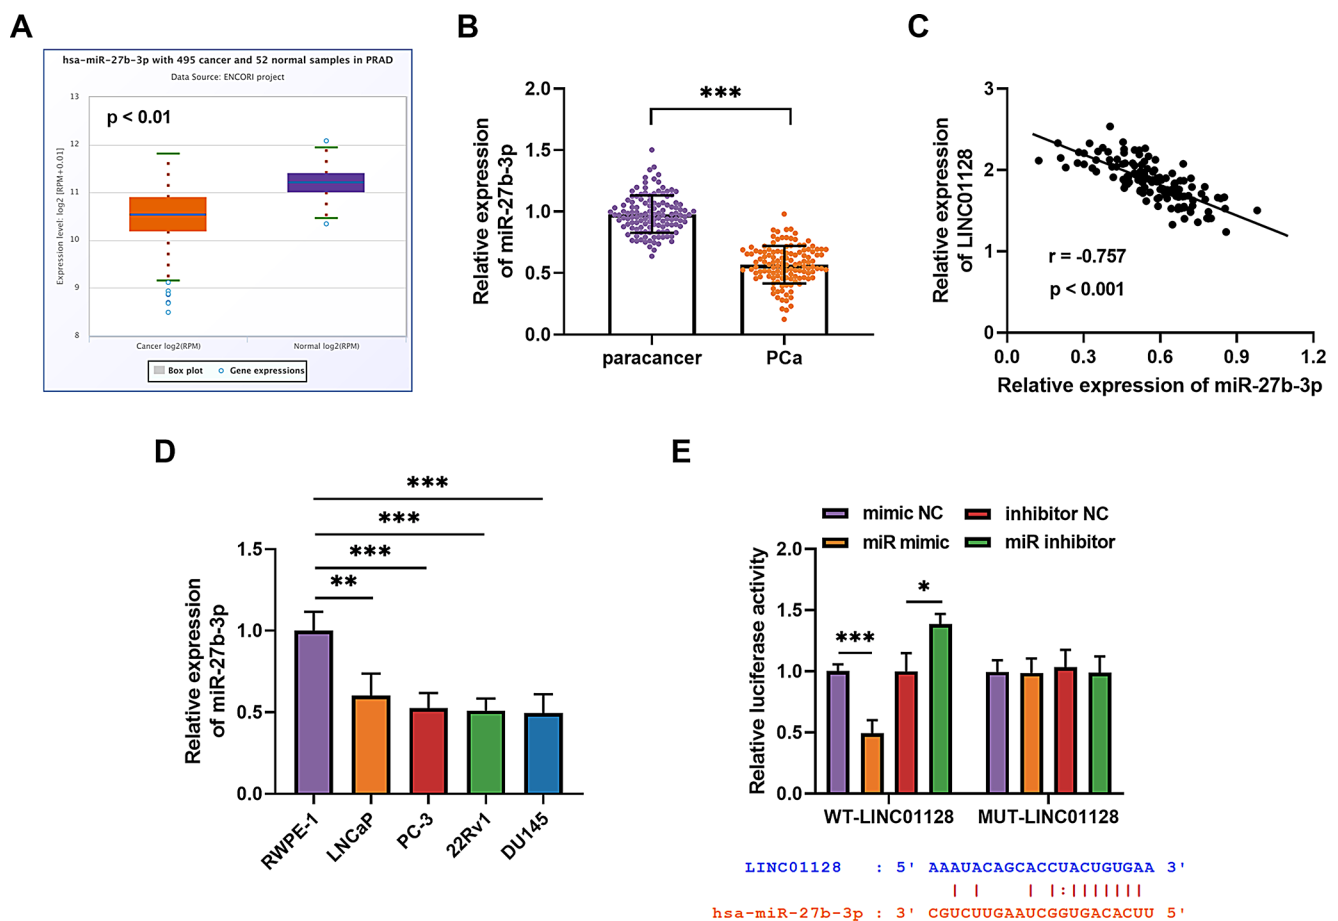 A
hsa-miR-27b-3p with 495 cancer and 52 normal samples in PRAD
Data Source: ENCORI project
Expression level: log2 [RPM+0.01]
13
12
11
10
9
8
p < 0.01
Cancer log2(RPM)
Normal log2(RPM)
Box plot
Gene expressions
B
Relative expression
of miR-27b-3p
2.0
1.5
1.0
0.5
0.0
***
paracancer
PCa
C
Relative expression
of LINC01128
3
2
1
0
r = -0.757
p < 0.001
0.0
0.3
0.6
0.9
1.2
Relative expression of miR-27b-3p
D
Relative expression
of miR-27b-3p
1.5
1.0
0.5
0.0
***
***
***
**
RWPE-1
LNCaP
PC-3
22Rv1
DU145
E
mimic NC
inhibitor NC
miR mimic
miR inhibitor
Relative luciferase activity
2.0
1.5
1.0
0.5
0.0
***
*
WT-LINC01128
MUT-LINC01128
LINC01128 : 5' AAAUACAGCACCUACUGUGAA 3'
| | | |:|||||||
hsa-miR-27b-3p : 3' CGUCUUGAAUCGGUGACACUU 5'